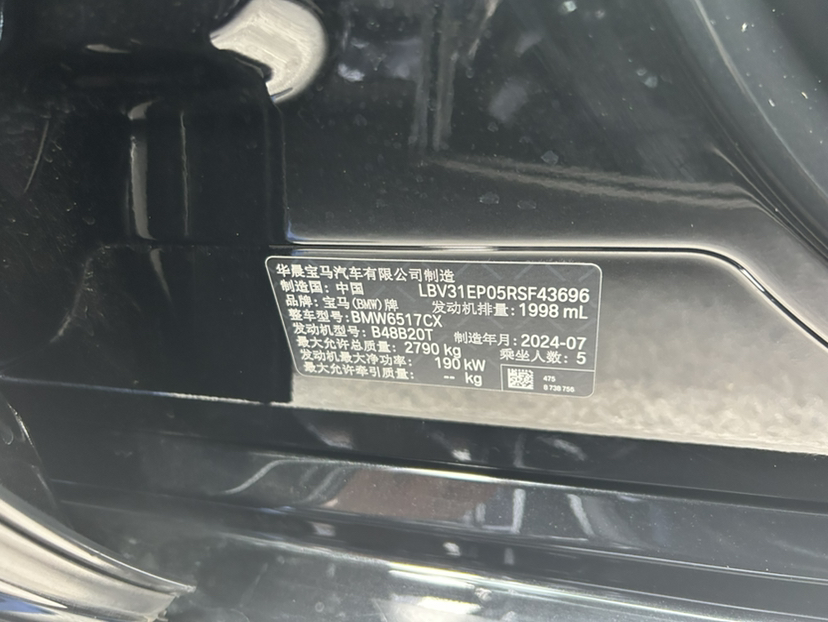 华晨宝马汽车有限公司制造
制造国: 中国 LBV31EP05RSF43696
品牌: 宝马(BMW)牌 发动机排量: 1998 mL
整车型号: BMW6517CX
发动机型号: B48B20T 制造年月: 2024-07
最大允许总质量: 2790 kg 乘坐人数: 5
发动机最大净功率: 190 kW
最大允许牵引质量: -- kg
475
8 738 756